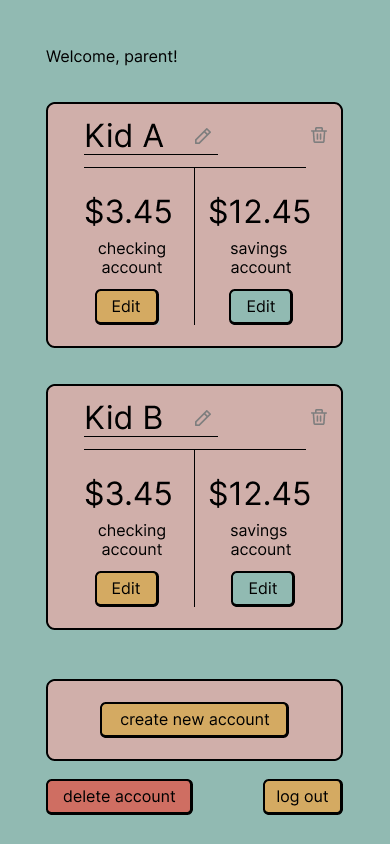 Welcome, parent!
Kid A
$3.45
$12.45
checking
account
savings
account
Edit
Edit
Kid B
$3.45
$12.45
checking
account
savings
account
Edit
Edit
create new account
delete account
log out